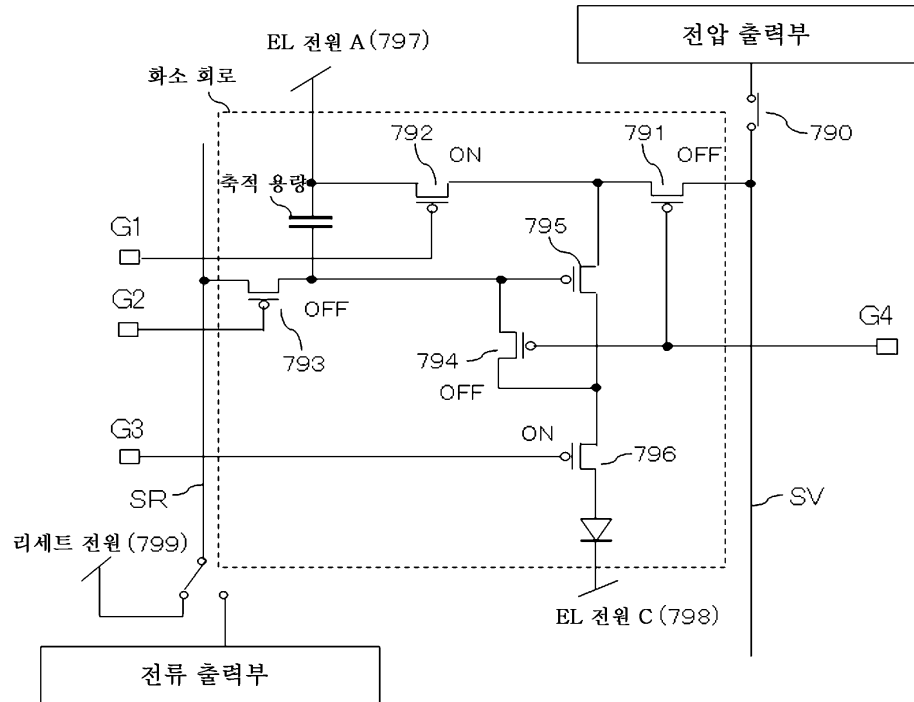 EL 전원 A(797)
전압 출력부
화소 회로
790
792
ON
791
OFF
축적 용량
795
G1
G2
OFF
793
794
OFF
G4
G3
ON
796
SR
SV
리세트 전원(799)
EL 전원 C(798)
전류 출력부